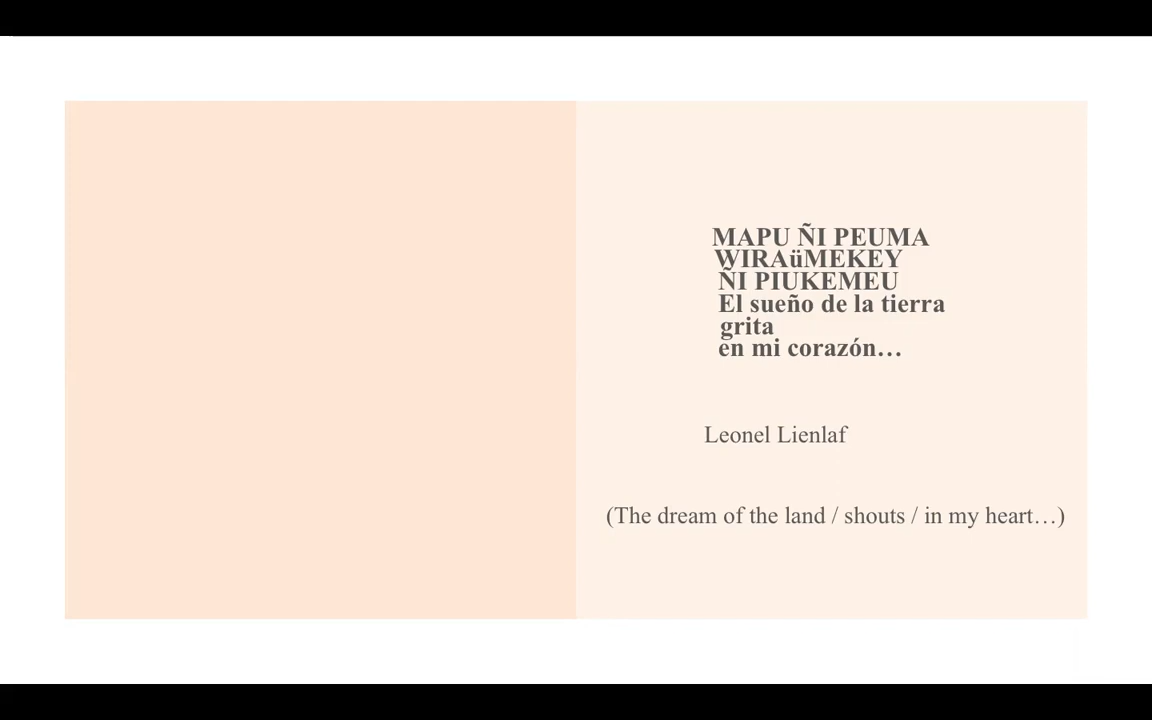 MAPU ÑI PEUMA
WIRAüMEKEY
ÑI PIUKEMEU
El sueño de la tierra
grita
en mi corazón…
Leonel Lienlaf
(The dream of the land / shouts / in my heart…)